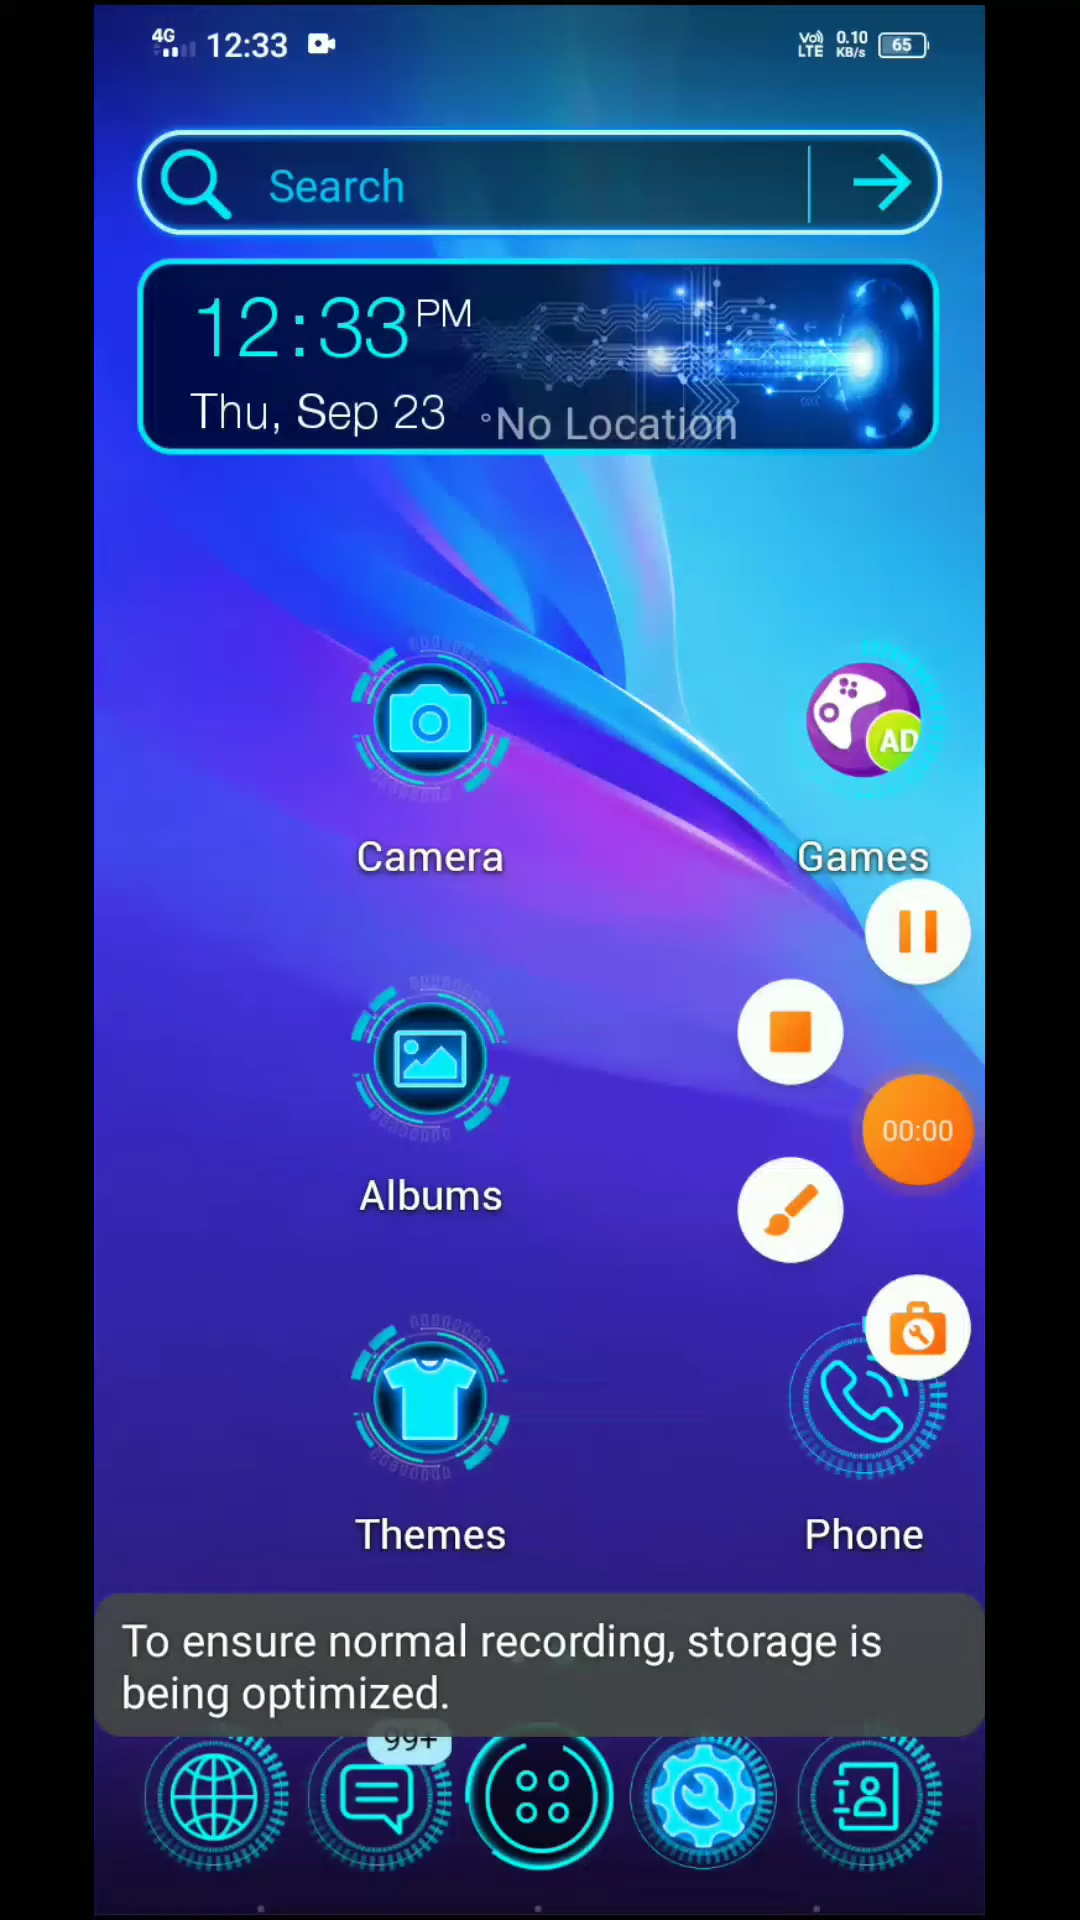 4G 12:33 Vo) LTE 0.10 KB/s 65
Search
12:33 PM
Thu, Sep 23 °No Location
AD
Camera Games
00:00
Albums
Themes Phone
To ensure normal recording, storage is
being optimized.
99+